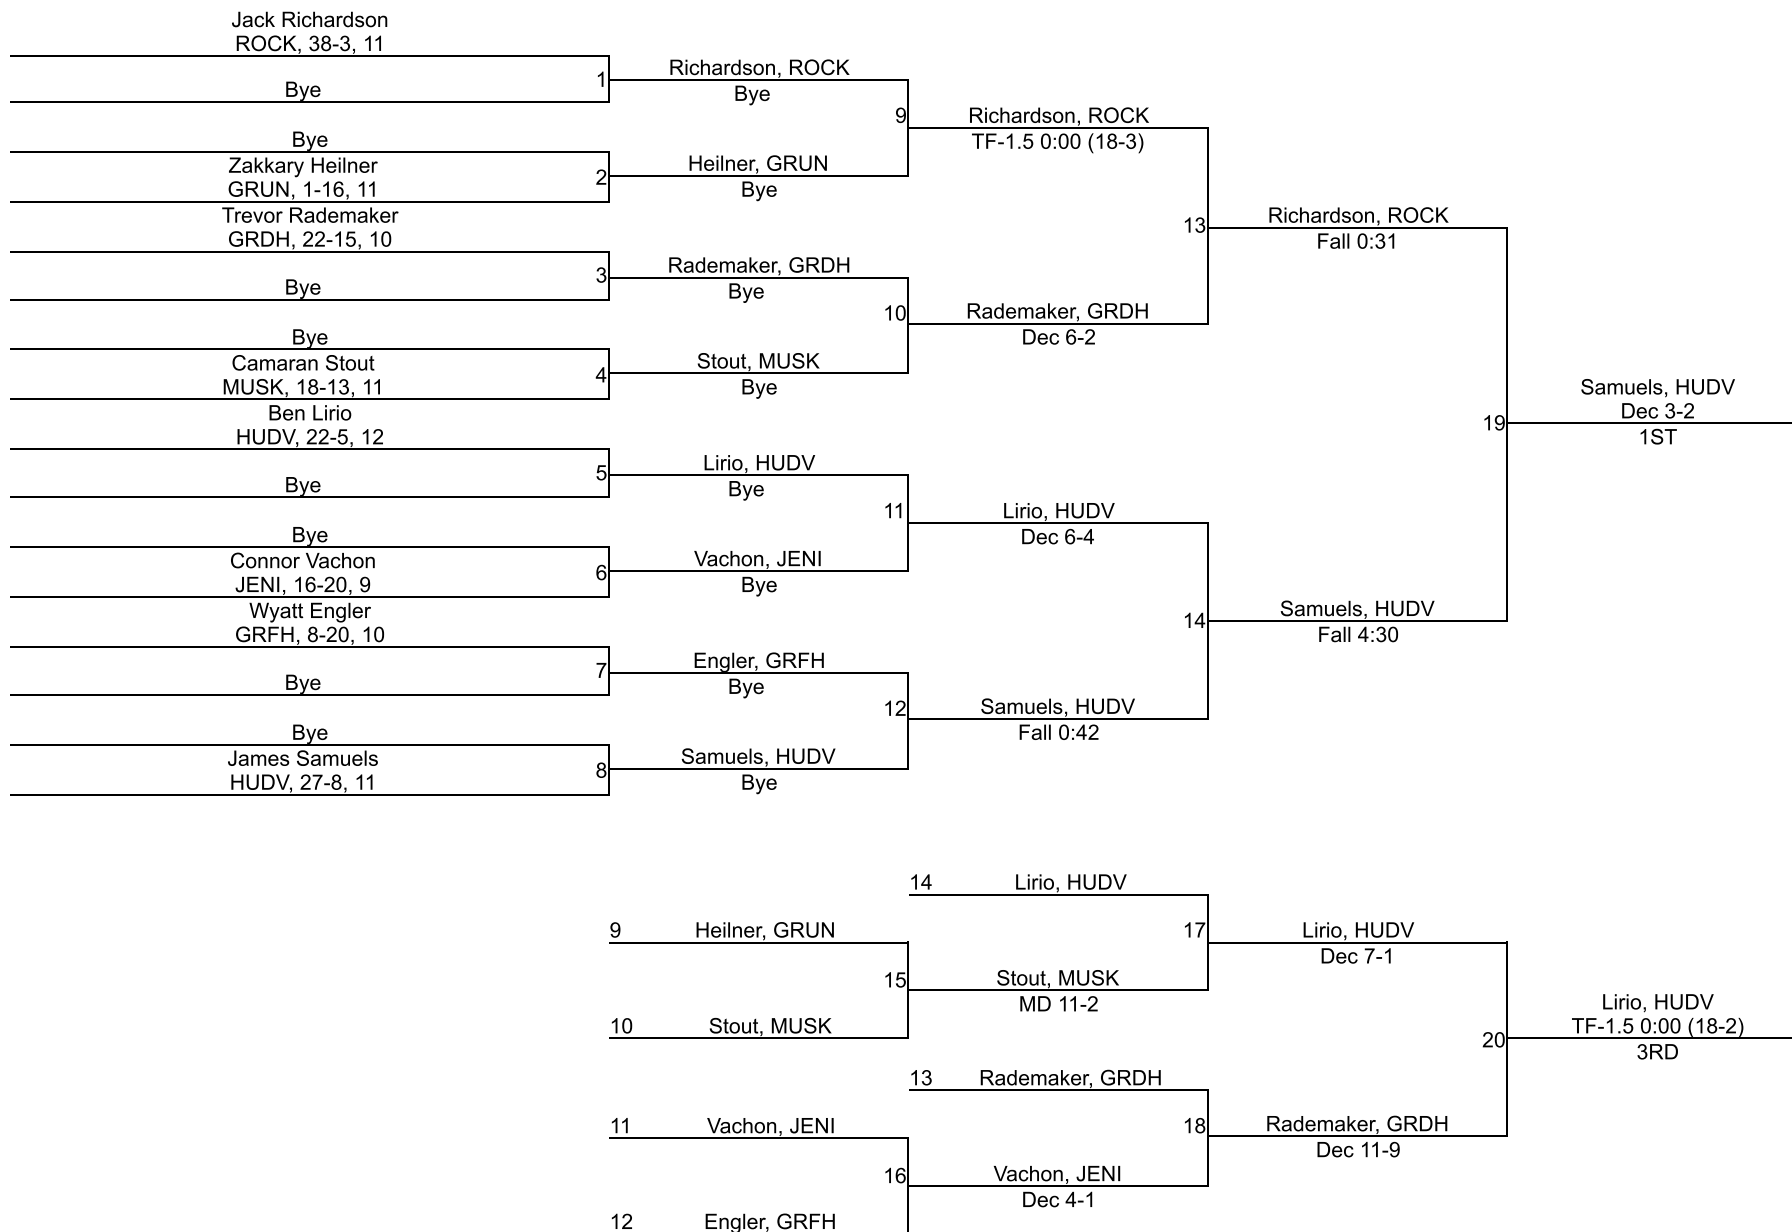 Jack Richardson
ROCK, 38-3, 11
Bye
1
Bye
Zakkary Heilner
GRUN, 1-16, 11
2
Trevor Rademaker
GRDH, 22-15, 10
Bye
3
Bye
Camaran Stout
MUSK, 18-13, 11
4
Ben Lirio
HUDV, 22-5, 12
Bye
5
Bye
Connor Vachon
JENI, 16-20, 9
6
Wyatt Engler
GRFH, 8-20, 10
Bye
7
Bye
James Samuels
HUDV, 27-8, 11
8
Richardson, ROCK
Bye
9
Heilner, GRUN
Bye
Rademaker, GRDH
Bye
10
Stout, MUSK
Bye
Lirio, HUDV
Bye
11
Vachon, JENI
Bye
Engler, GRFH
Bye
12
Samuels, HUDV
Bye
Richardson, ROCK
TF-1.5 0:00 (18-3)
13
Rademaker, GRDH
Dec 6-2
Lirio, HUDV
Dec 6-4
14
Samuels, HUDV
Fall 0:42
Richardson, ROCK
Fall 0:31
19
Samuels, HUDV
Fall 4:30
Samuels, HUDV
Dec 3-2
1ST
14 Lirio, HUDV
9 Heilner, GRUN
17
15
Stout, MUSK
MD 11-2
10 Stout, MUSK
Lirio, HUDV
Dec 7-1
13 Rademaker, GRDH
11 Vachon, JENI
18
16
Vachon, JENI
Dec 4-1
12 Engler, GRFH
Rademaker, GRDH
Dec 11-9
20
Lirio, HUDV
TF-1.5 0:00 (18-2)
3RD